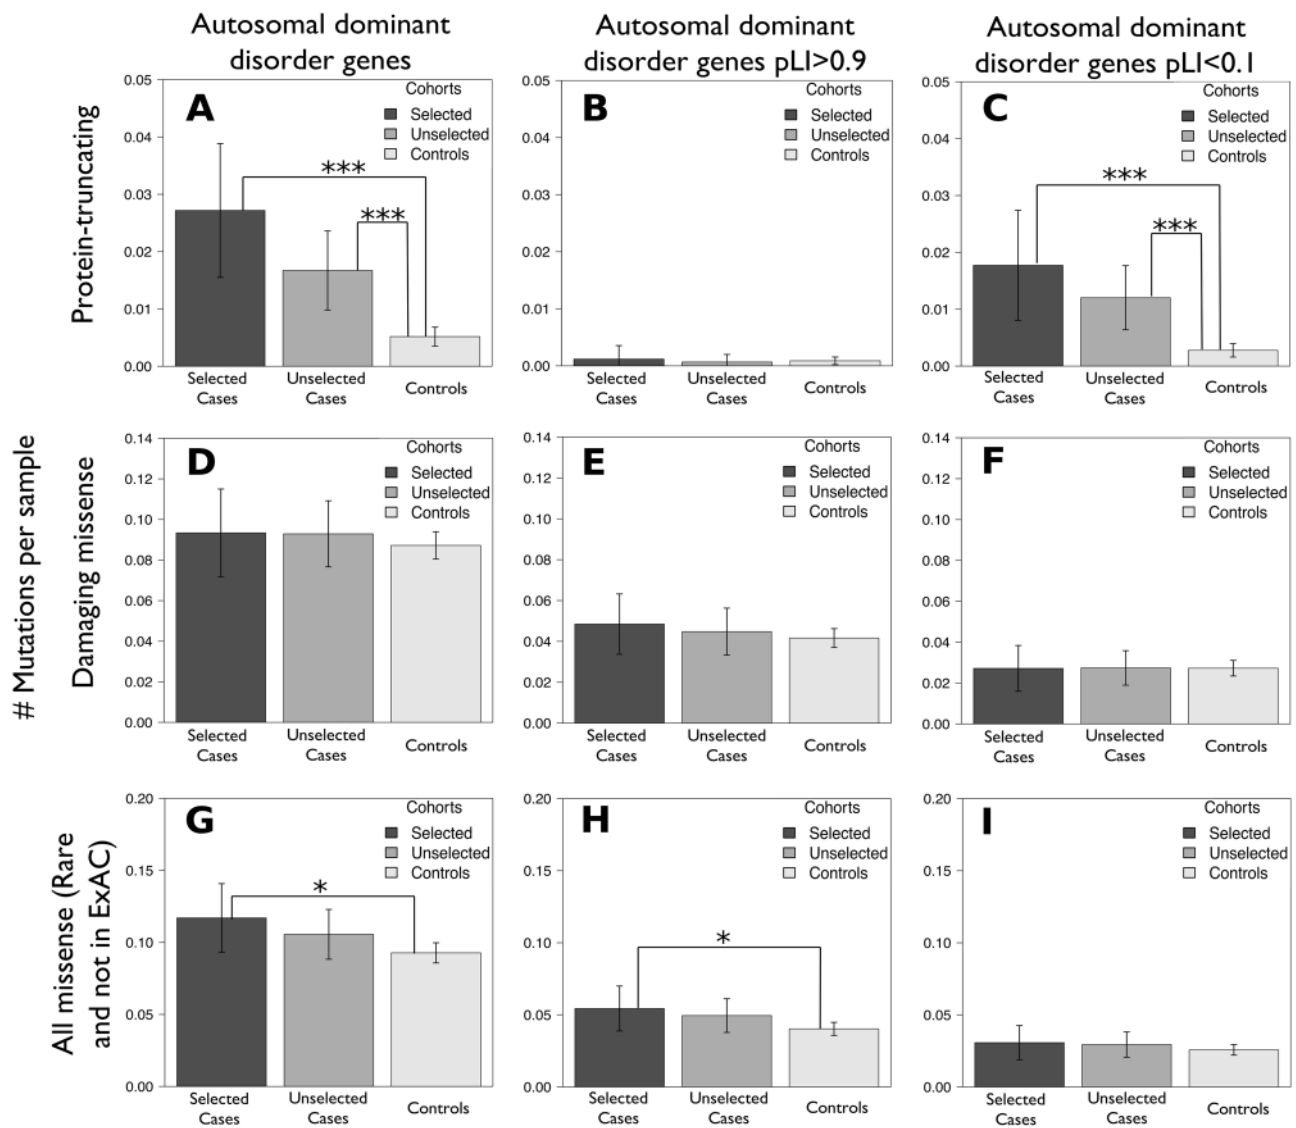 Autosomal dominant
disorder genes
Autosomal dominant
disorder genes pLI>0.9
Autosomal dominant
disorder genes pLI<0.1
# Mutations per sample
Protein-truncating
A
Cohorts
Selected
Unselected
Controls
0.05
0.04
0.03
0.02
0.01
0.00
***
***
Selected
Cases
Unselected
Cases
Controls
B
Cohorts
Selected
Unselected
Controls
0.05
0.04
0.03
0.02
0.01
0.00
Selected
Cases
Unselected
Cases
Controls
C
Cohorts
Selected
Unselected
Controls
0.05
0.04
0.03
0.02
0.01
0.00
***
***
Selected
Cases
Unselected
Cases
Controls
Damaging missense
D
Cohorts
Selected
Unselected
Controls
0.14
0.12
0.10
0.08
0.06
0.04
0.02
0.00
Selected
Cases
Unselected
Cases
Controls
E
Cohorts
Selected
Unselected
Controls
0.14
0.12
0.10
0.08
0.06
0.04
0.02
0.00
Selected
Cases
Unselected
Cases
Controls
F
Cohorts
Selected
Unselected
Controls
0.14
0.12
0.10
0.08
0.06
0.04
0.02
0.00
Selected
Cases
Unselected
Cases
Controls
All missense (Rare
and not in ExAC)
G
Cohorts
Selected
Unselected
Controls
0.20
0.15
0.10
0.05
0.00
*
Selected
Cases
Unselected
Cases
Controls
H
Cohorts
Selected
Unselected
Controls
0.20
0.15
0.10
0.05
0.00
*
Selected
Cases
Unselected
Cases
Controls
I
Cohorts
Selected
Unselected
Controls
0.20
0.15
0.10
0.05
0.00
Selected
Cases
Unselected
Cases
Controls